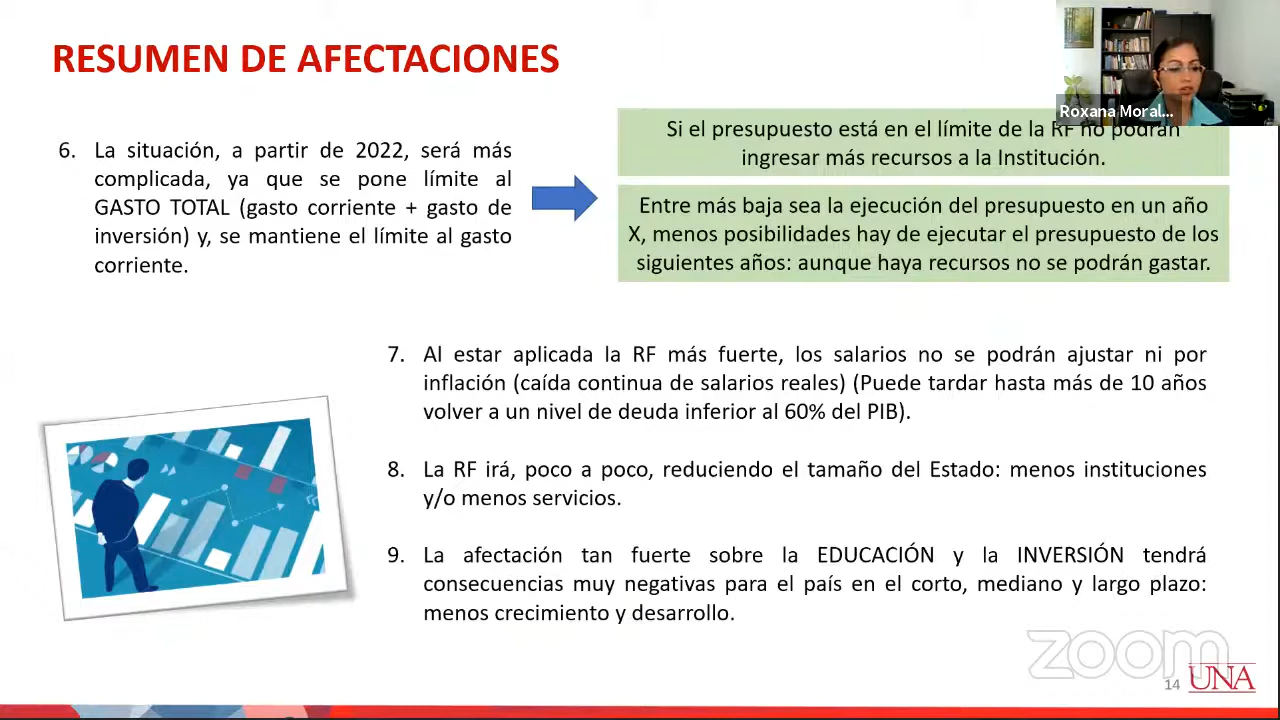 RESUMEN DE AFECTACIONES
Roxana Moral...
6. La situación, a partir de 2022, será más
complicada, ya que se pone límite al
GASTO TOTAL (gasto corriente + gasto de
inversión) y, se mantiene el límite al gasto
corriente.
Si el presupuesto está en el límite de la RF no podrán
ingresar más recursos a la Institución.
Entre más baja sea la ejecución del presupuesto en un año
X, menos posibilidades hay de ejecutar el presupuesto de los
siguientes años: aunque haya recursos no se podrán gastar.
7. Al estar aplicada la RF más fuerte, los salarios no se podrán ajustar ni por
inflación (caída continua de salarios reales) (Puede tardar hasta más de 10 años
volver a un nivel de deuda inferior al 60% del PIB).
8. La RF irá, poco a poco, reduciendo el tamaño del Estado: menos instituciones
y/o menos servicios.
9. La afectación tan fuerte sobre la EDUCACIÓN y la INVERSIÓN tendrá
consecuencias muy negativas para el país en el corto, mediano y largo plazo:
menos crecimiento y desarrollo.
zoom
14 UNA